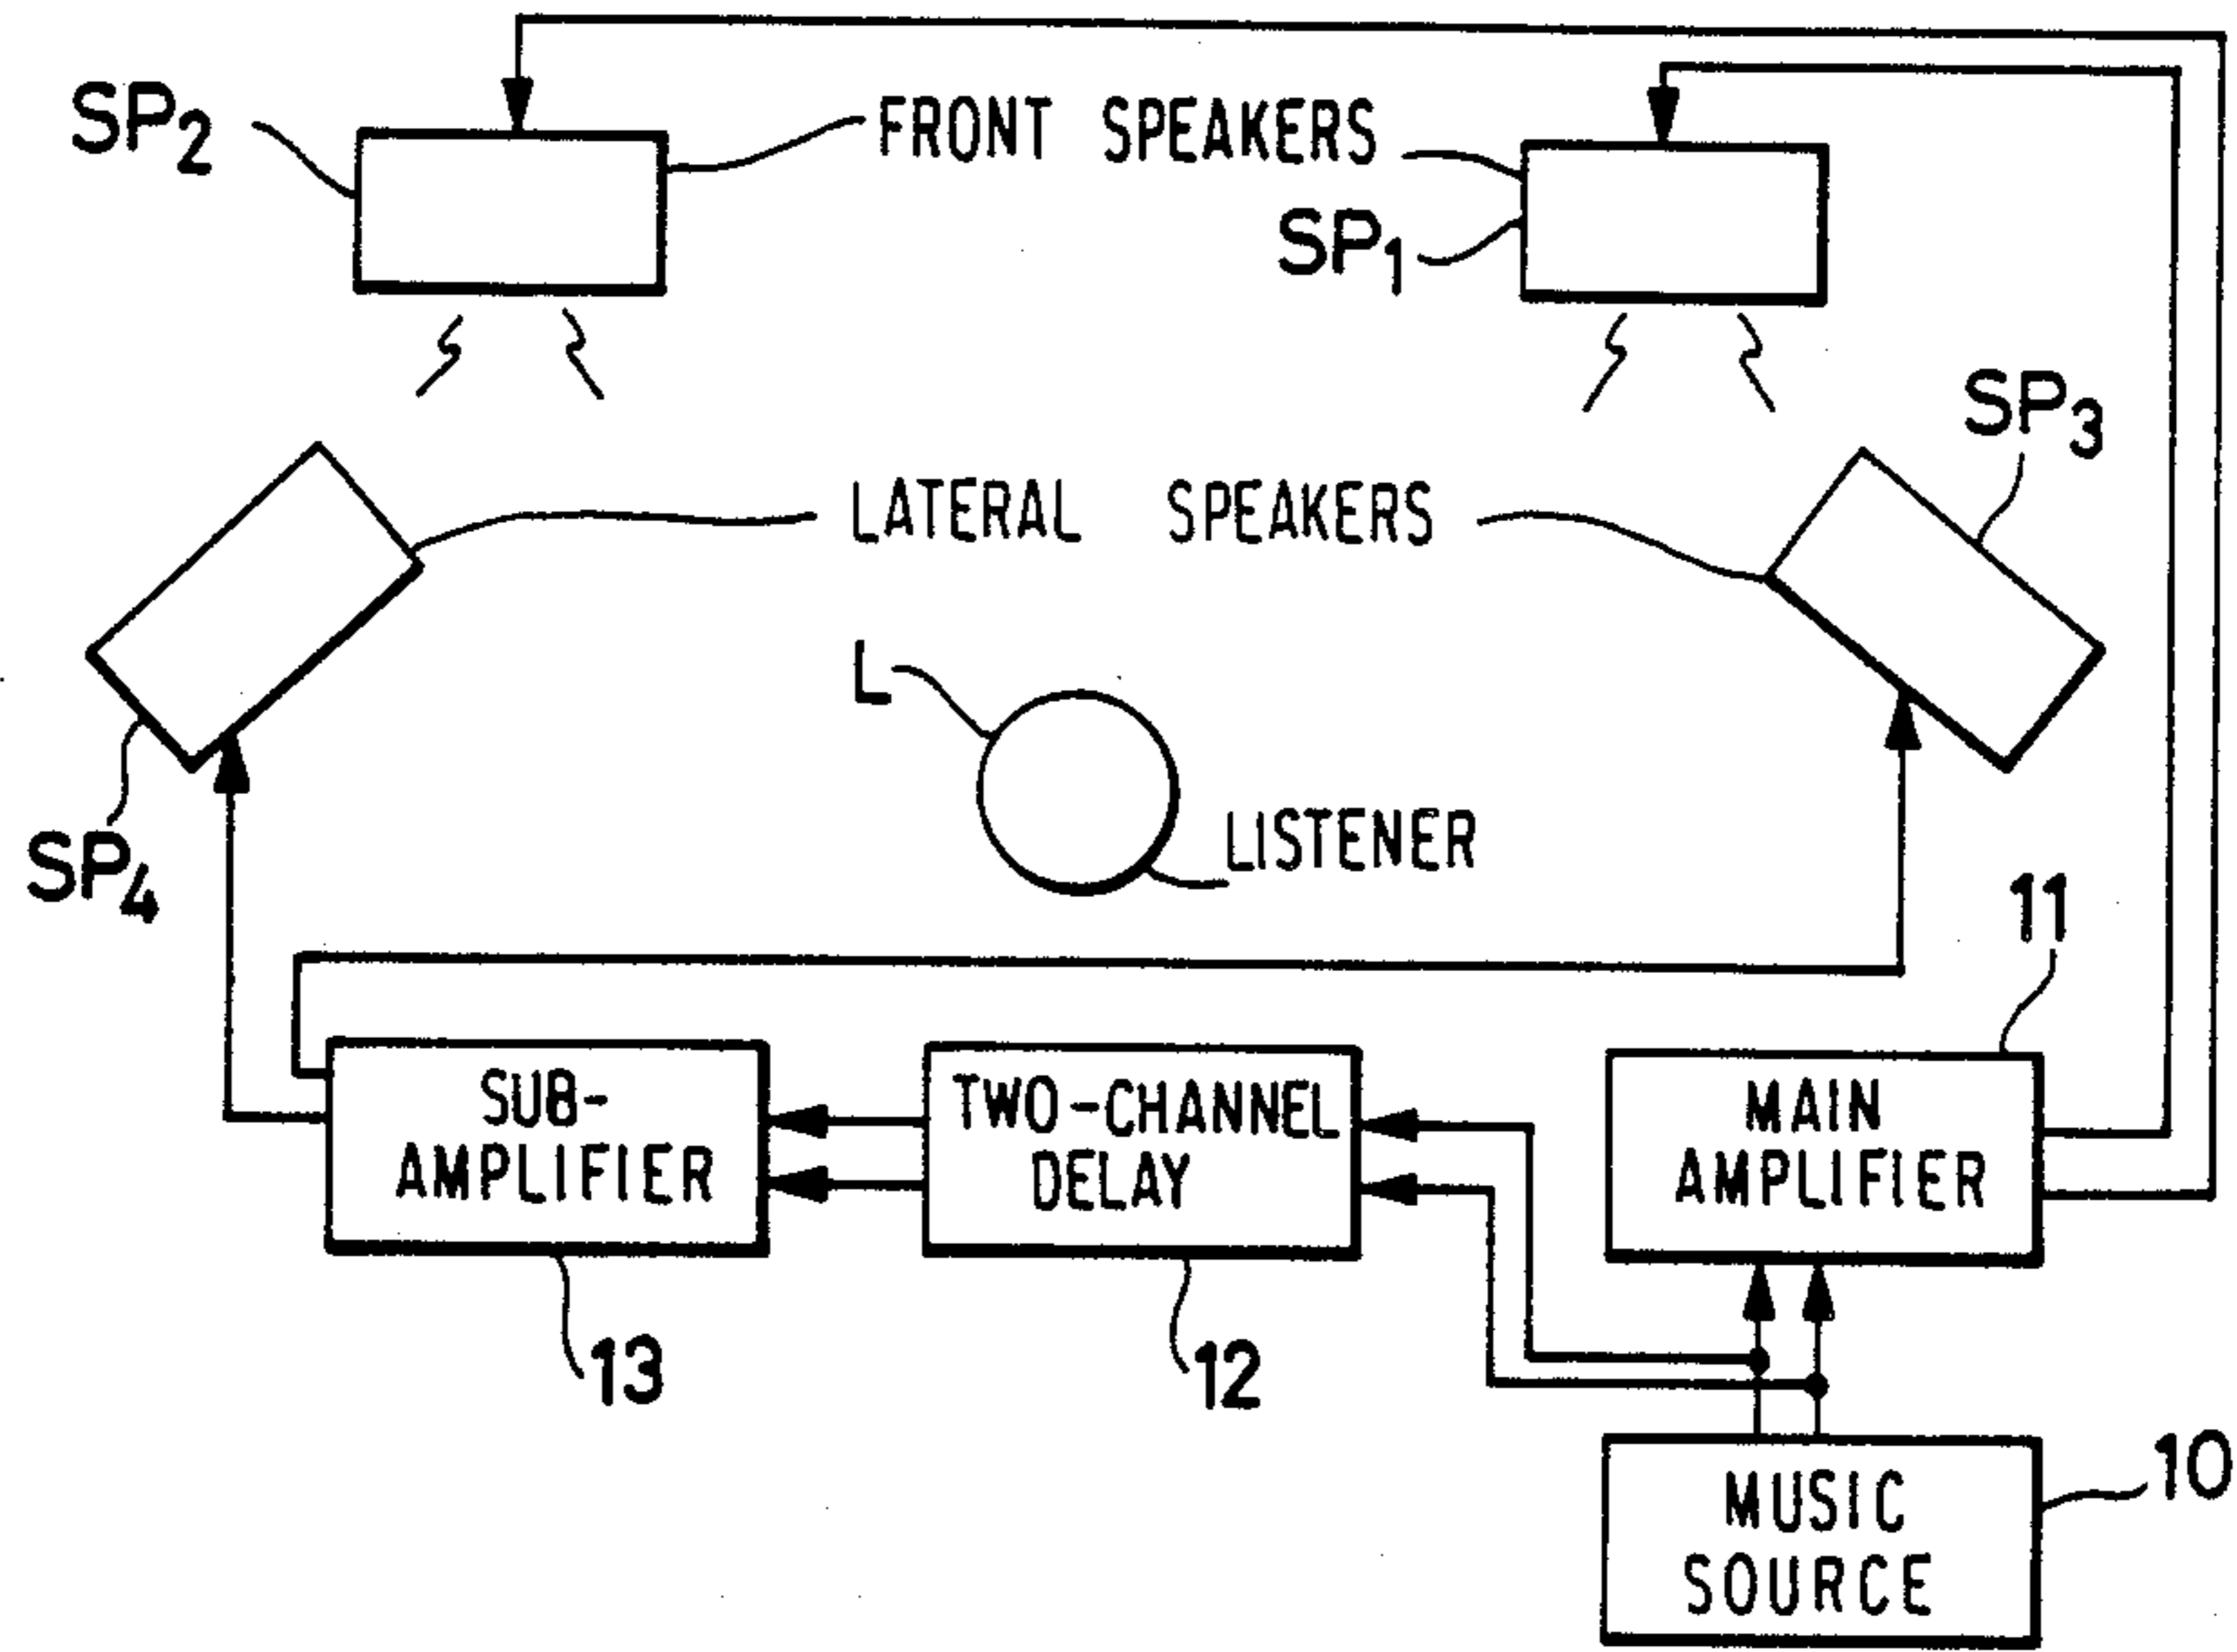 SP2
FRONT SPEAKERS
SP1
SP3
LATERAL SPEAKERS
L
LISTENER
SP4
11
SUB-
AMPLIFIER
TWO-CHANNEL
DELAY
MAIN
AMPLIFIER
13
12
10
MUSIC
SOURCE